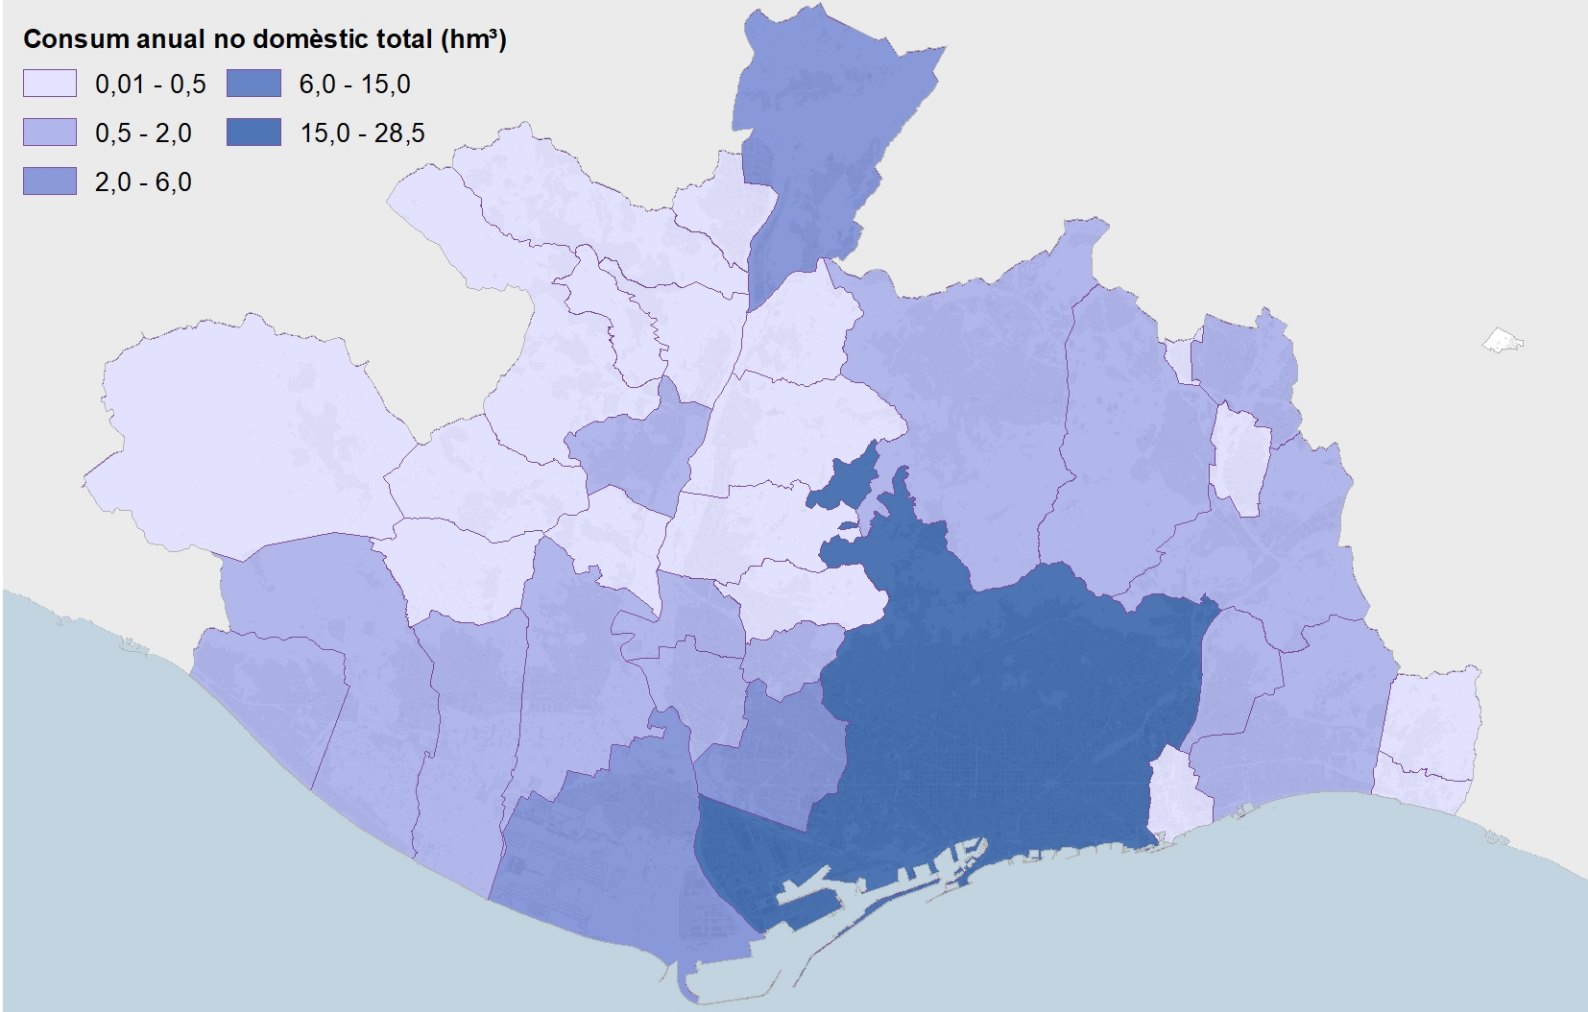 Consum anual no domèstic total (hm³)
0,01 - 0,5
6,0 - 15,0
0,5 - 2,0
15,0 - 28,5
2,0 - 6,0